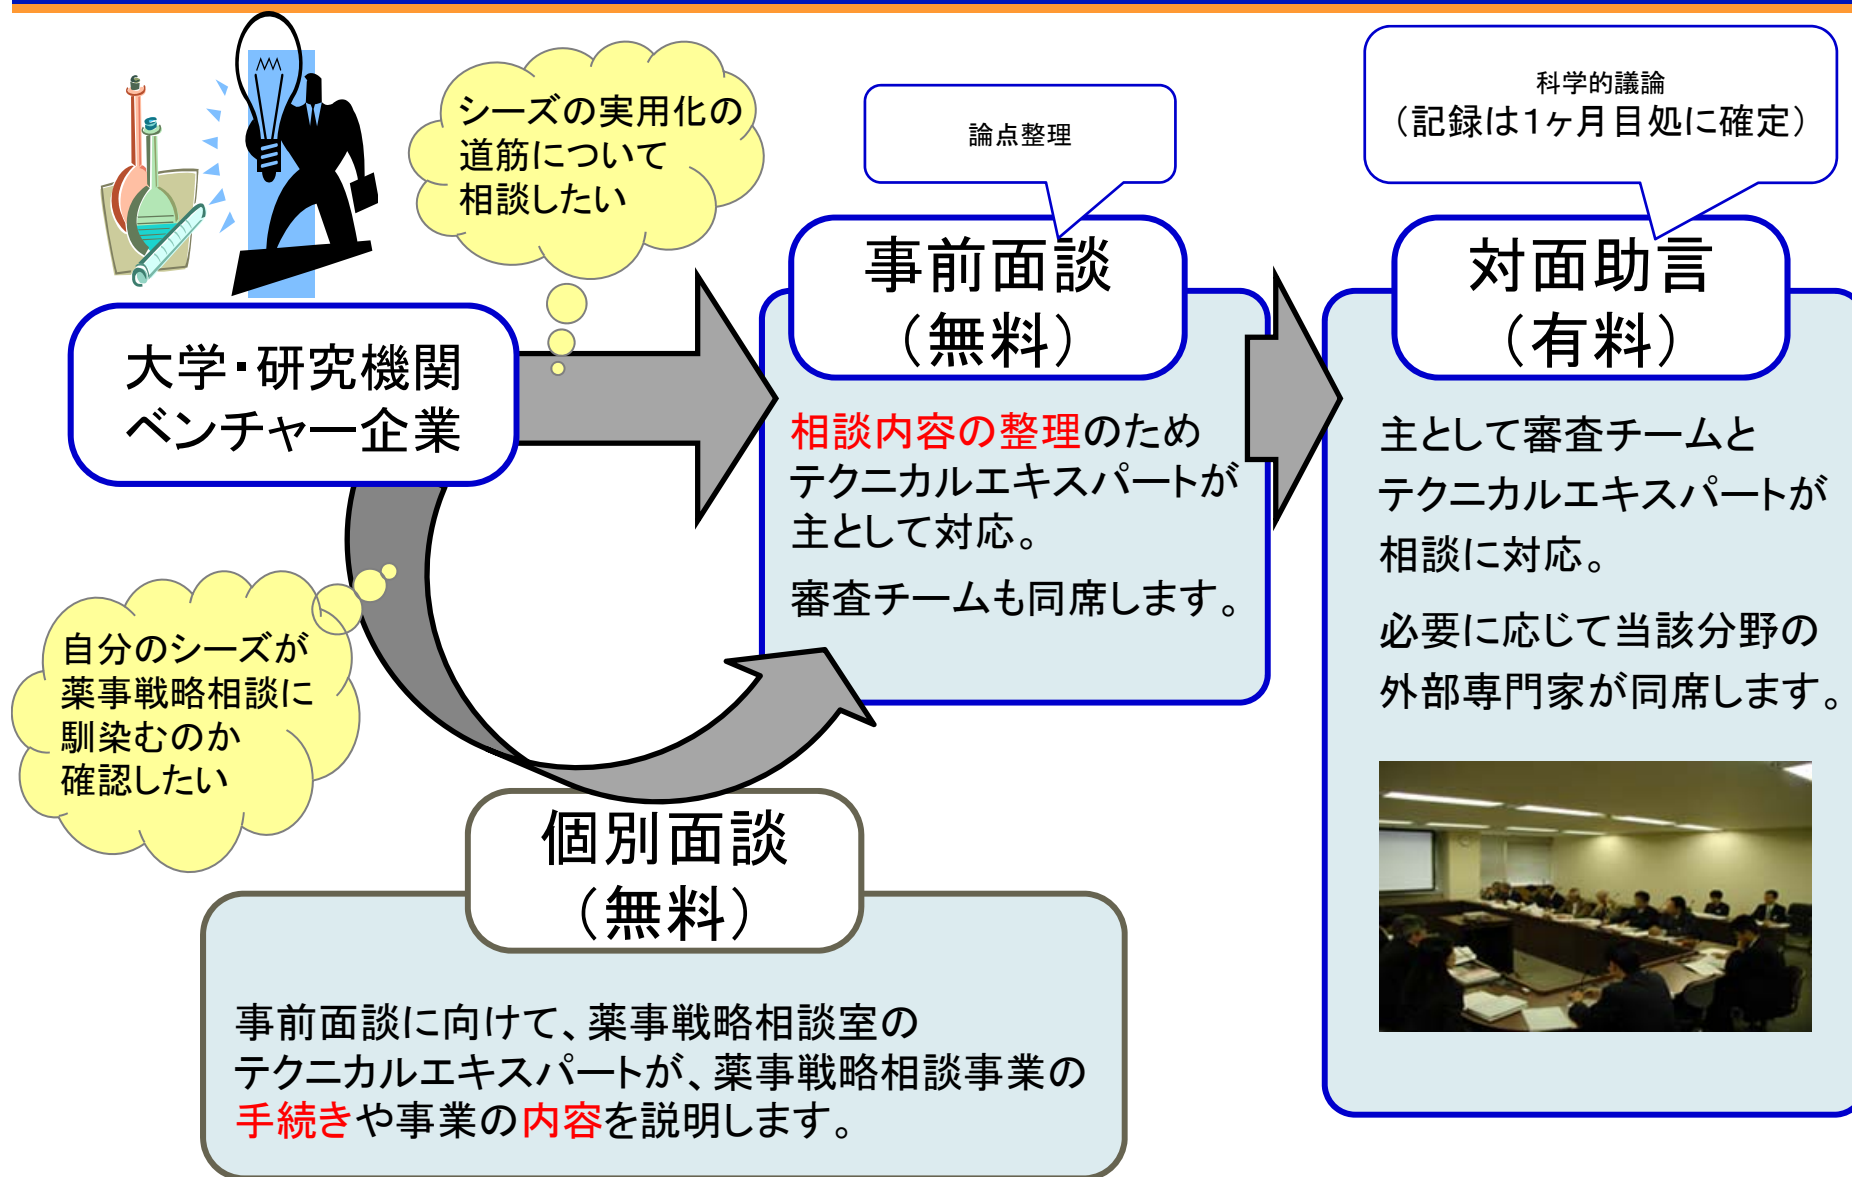 シーズの実用化の
道筋について
相談したい
論点整理
科学的議論
（記録は1ヶ月目処に確定）
大学・研究機関
ベンチャー企業
事前面談
（無料）
相談内容の整理のため
テクニカルエキスパートが
主として対応。
審査チームも同席します。
対面助言
（有料）
主として審査チームと
テクニカルエキスパートが
相談に対応。
必要に応じて当該分野の
外部専門家が同席します。
自分のシーズが
薬事戦略相談に
馴染むのか
確認したい
個別面談
（無料）
事前面談に向けて、薬事戦略相談室の
テクニカルエキスパートが、薬事戦略相談事業の
手続きや事業の内容を説明します。